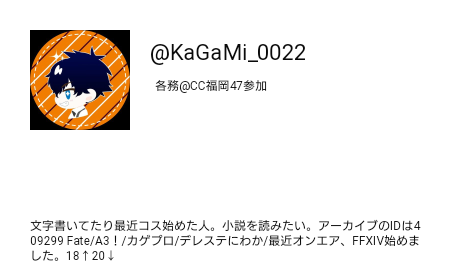 @KaGaMi_0022
各務@CC福岡47参加
文字書いてたり最近コス始めた人。小説を読みたい。アーカイブのIDは4
09299 Fate/A3！/カゲプロ/デレステにわか/最近オンエア、FFXIV始めま
した。18↑20↓